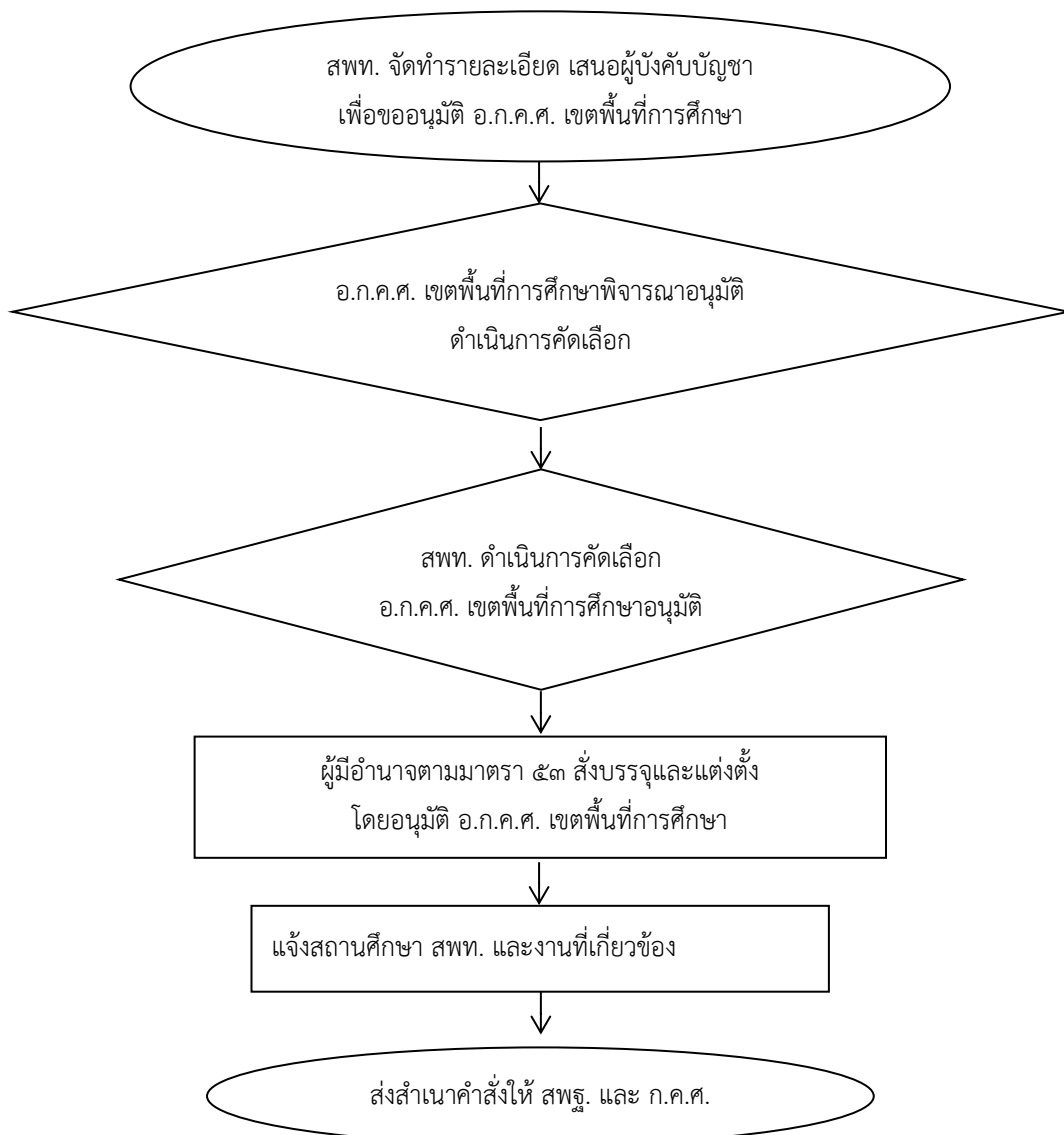 สพท. จัดทำรายละเอียด เสนอผู้บังคับบัญชา
เพื่อขออนุมัติ อ.ก.ค.ศ. เขตพื้นที่การศึกษา
อ.ก.ค.ศ. เขตพื้นที่การศึกษาพิจารณาอนุมัติ
ดำเนินการคัดเลือก
สพท. ดำเนินการคัดเลือก
อ.ก.ค.ศ. เขตพื้นที่การศึกษาอนุมัติ
ผู้มีอำนาจตามมาตรา ๕๓ สั่งบรรจุและแต่งตั้ง
โดยอนุมัติ อ.ก.ค.ศ. เขตพื้นที่การศึกษา
แจ้งสถานศึกษา สพท. และงานที่เกี่ยวข้อง
ส่งสำเนาคำสั่งให้ สพฐ. และ ก.ค.ศ.